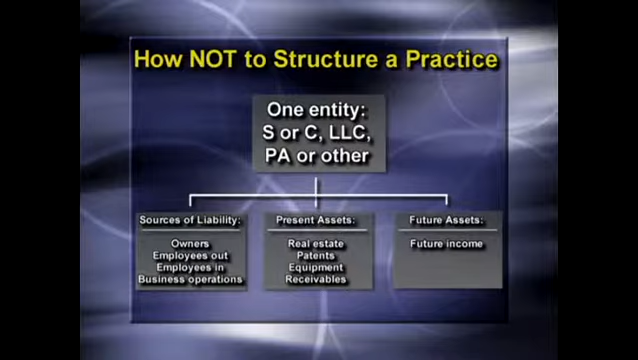 How NOT to Structure a Practice
One entity:
S or C, LLC,
PA or other
Sources of Liability:
Owners
Employees out
Employees in
Business operations
Present Assets:
Real estate
Patents
Equipment
Receivables
Future Assets:
Future income